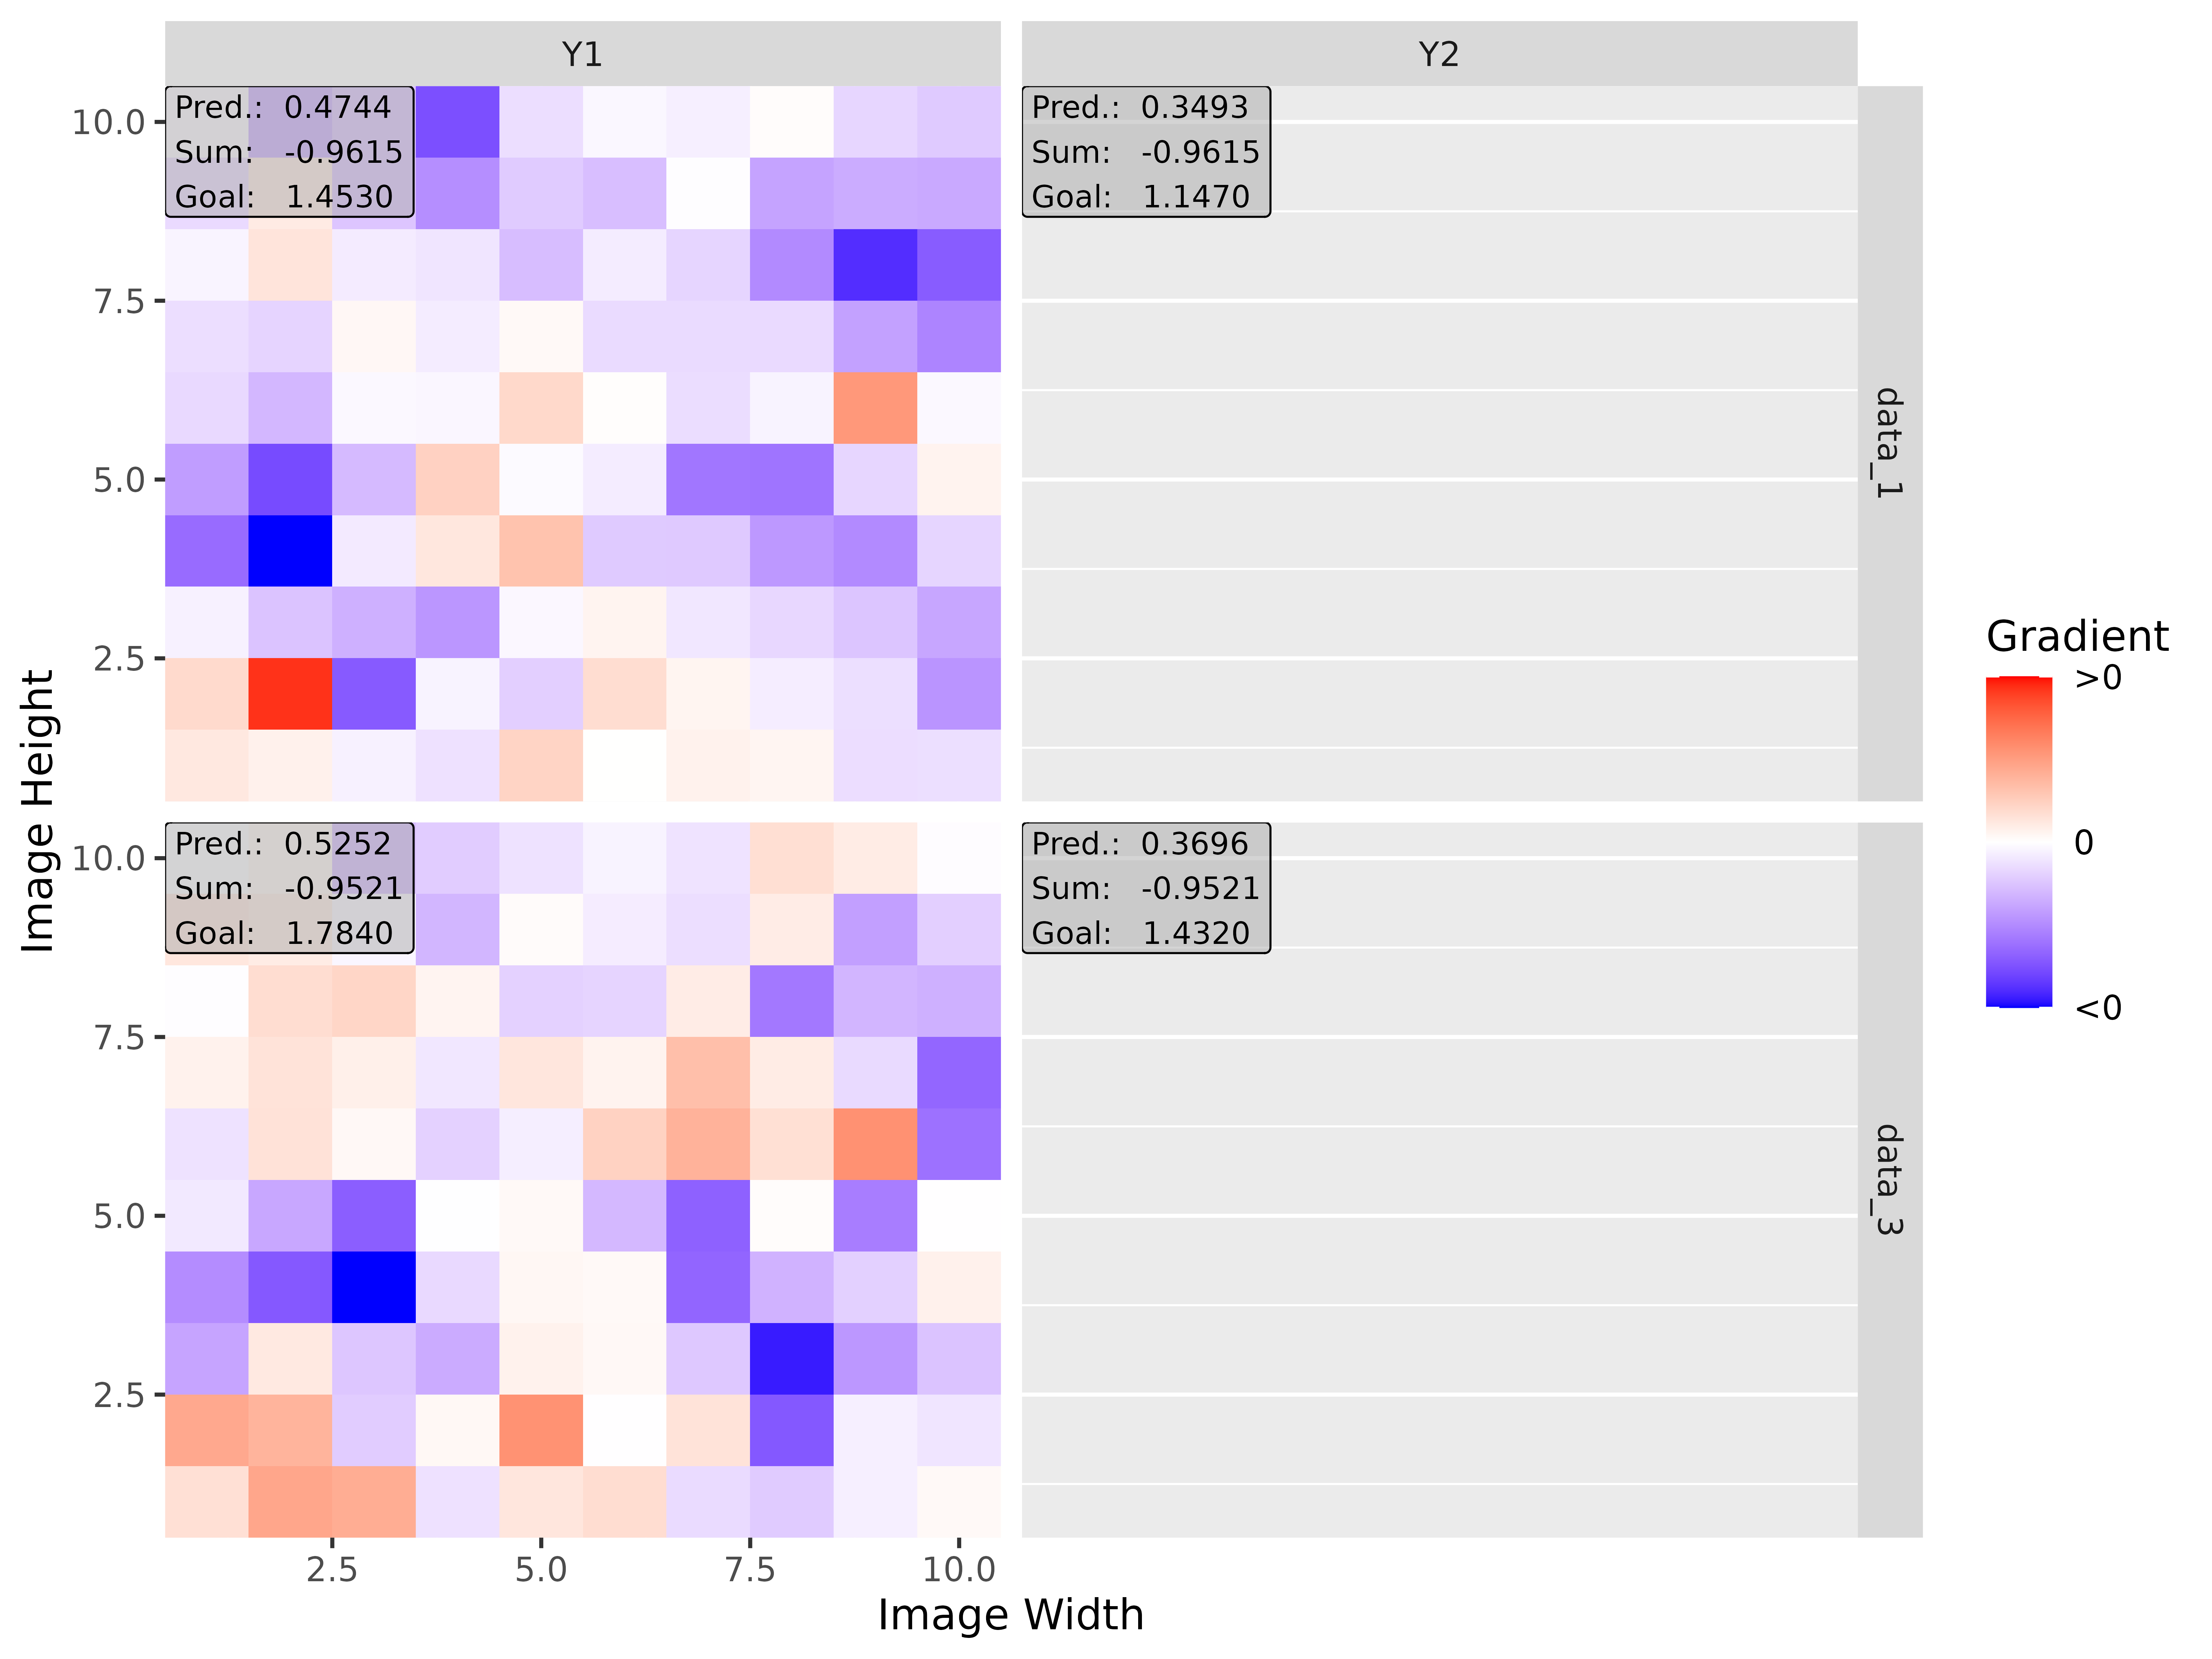 Y1
Y2
Pred.: 0.4744
Sum: -0.9615
Goal: 1.4530
Pred.: 0.3493
Sum: -0.9615
Goal: 1.1470
10.0
7.5
5.0
2.5
data_1
Pred.: 0.5252
Sum: -0.9521
Goal: 1.7840
Pred.: 0.3696
Sum: -0.9521
Goal: 1.4320
10.0
7.5
5.0
2.5
data_3
Image Height
2.5 5.0 7.5 10.0
Image Width
Gradient
>0
0
<0